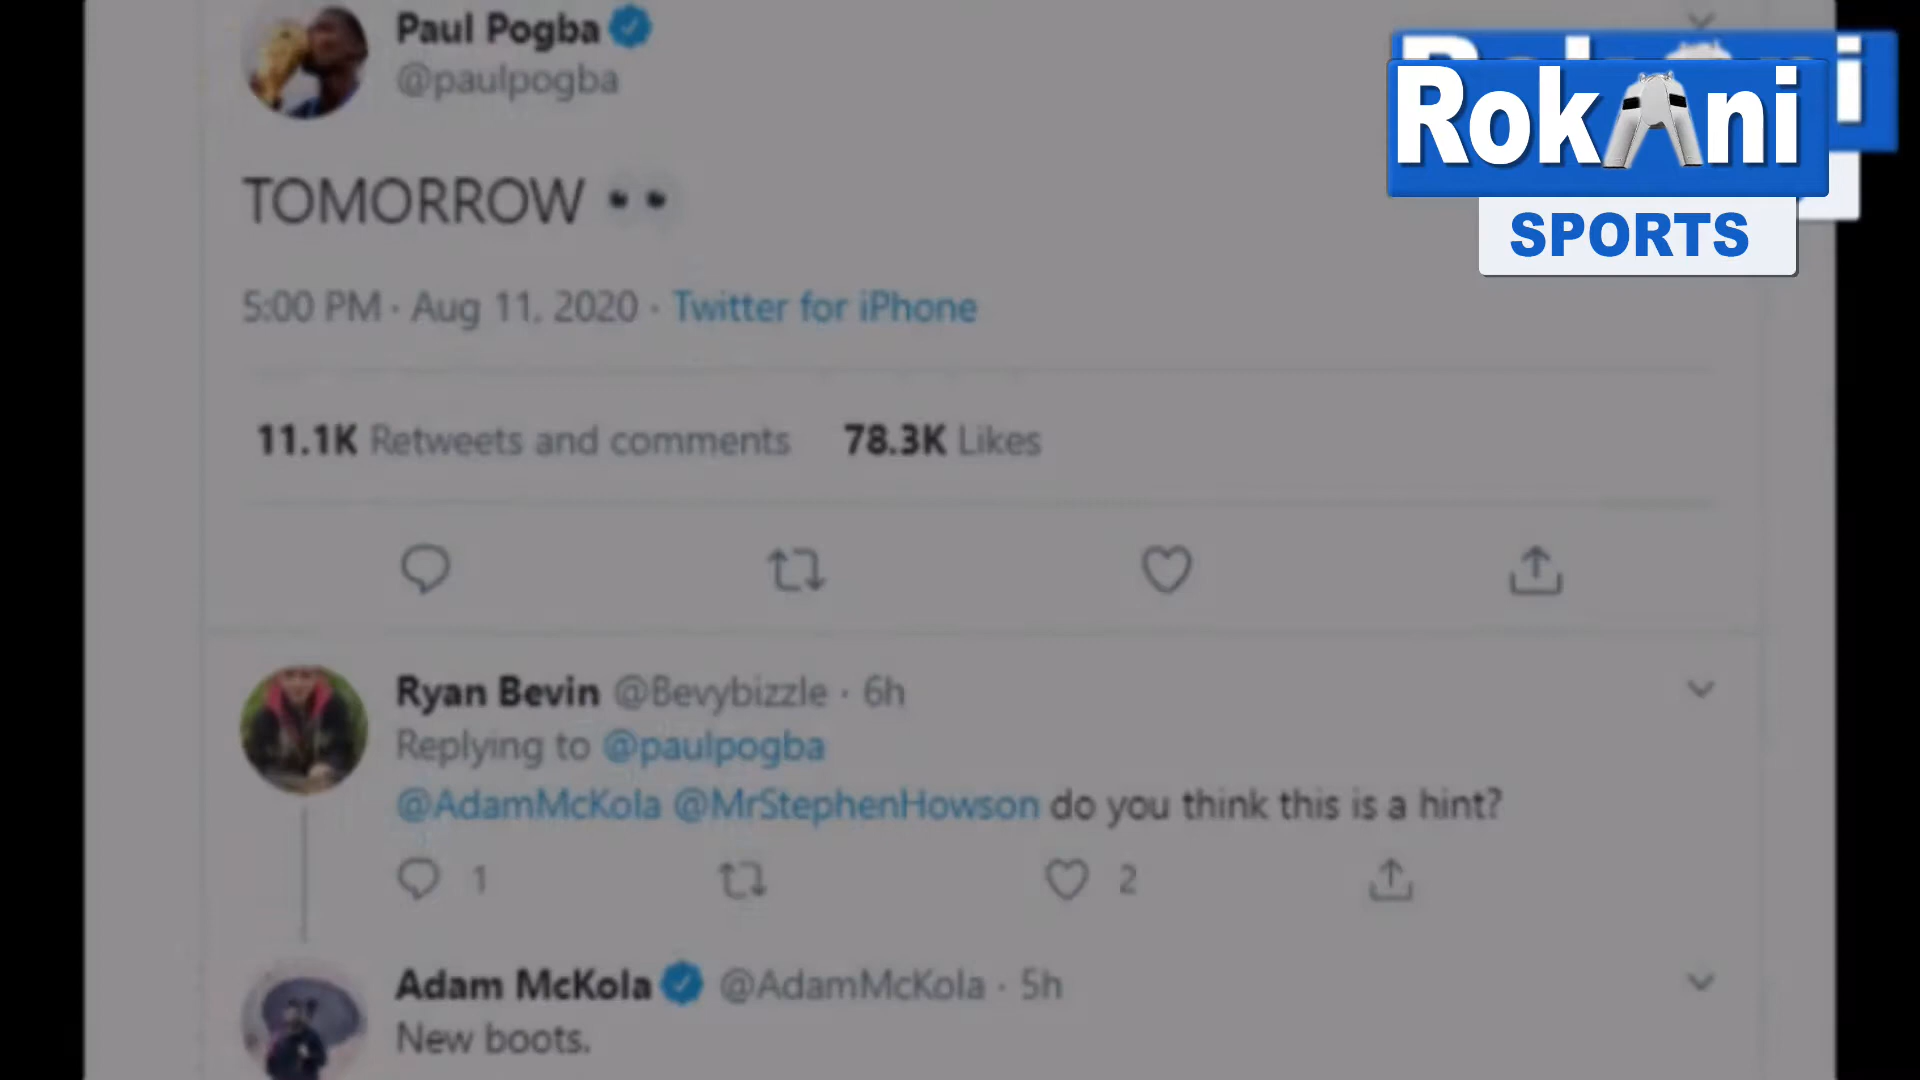 Paul Pogba
@paulpogba
RokAni
SPORTS
TOMORROW
5:00 PM · Aug 11, 2020 · Twitter for iPhone
11.1K Retweets and comments 78.3K Likes
Ryan Bevin @Bevybizzle · 6h
Replying to @paulpogba
@AdamMcKola @MrStephenHowson do you think this is a hint?
1 2
Adam McKola @AdamMcKola · 5h
New boots.